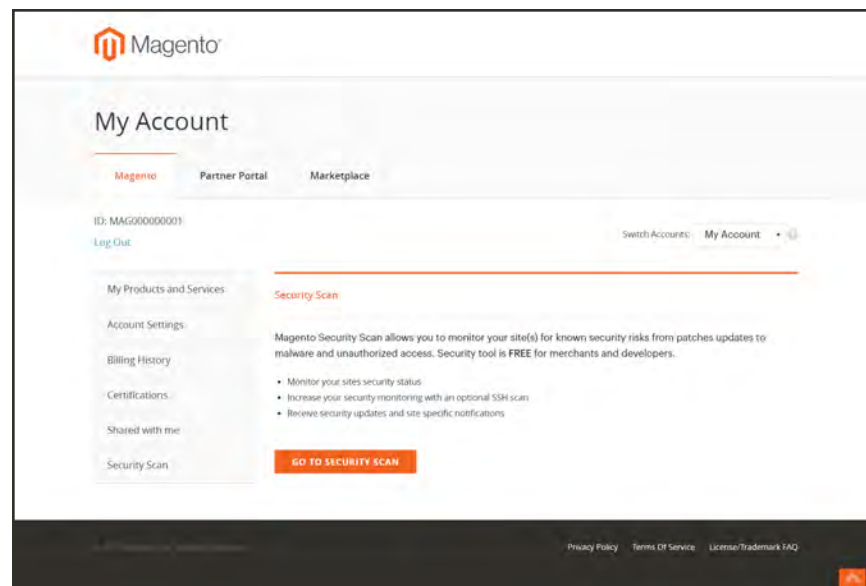 Magento
My Account
Magento Partner Portal Marketplace
ID: MAG000000001
Log Out
Switch Accounts: My Account
My Products and Services
Account Settings
Billing History
Certifications
Shared with me
Security Scan
Security Scan
Magento Security Scan allows you to monitor your site(s) for known security risks from patches updates to
malware and unauthorized access. Security tool is FREE for merchants and developers.
• Monitor your sites security status
• Increase your security monitoring with an optional SSH scan
• Receive security updates and site specific notifications
GO TO SECURITY SCAN
Privacy Policy Terms Of Service License/Trademark FAQ